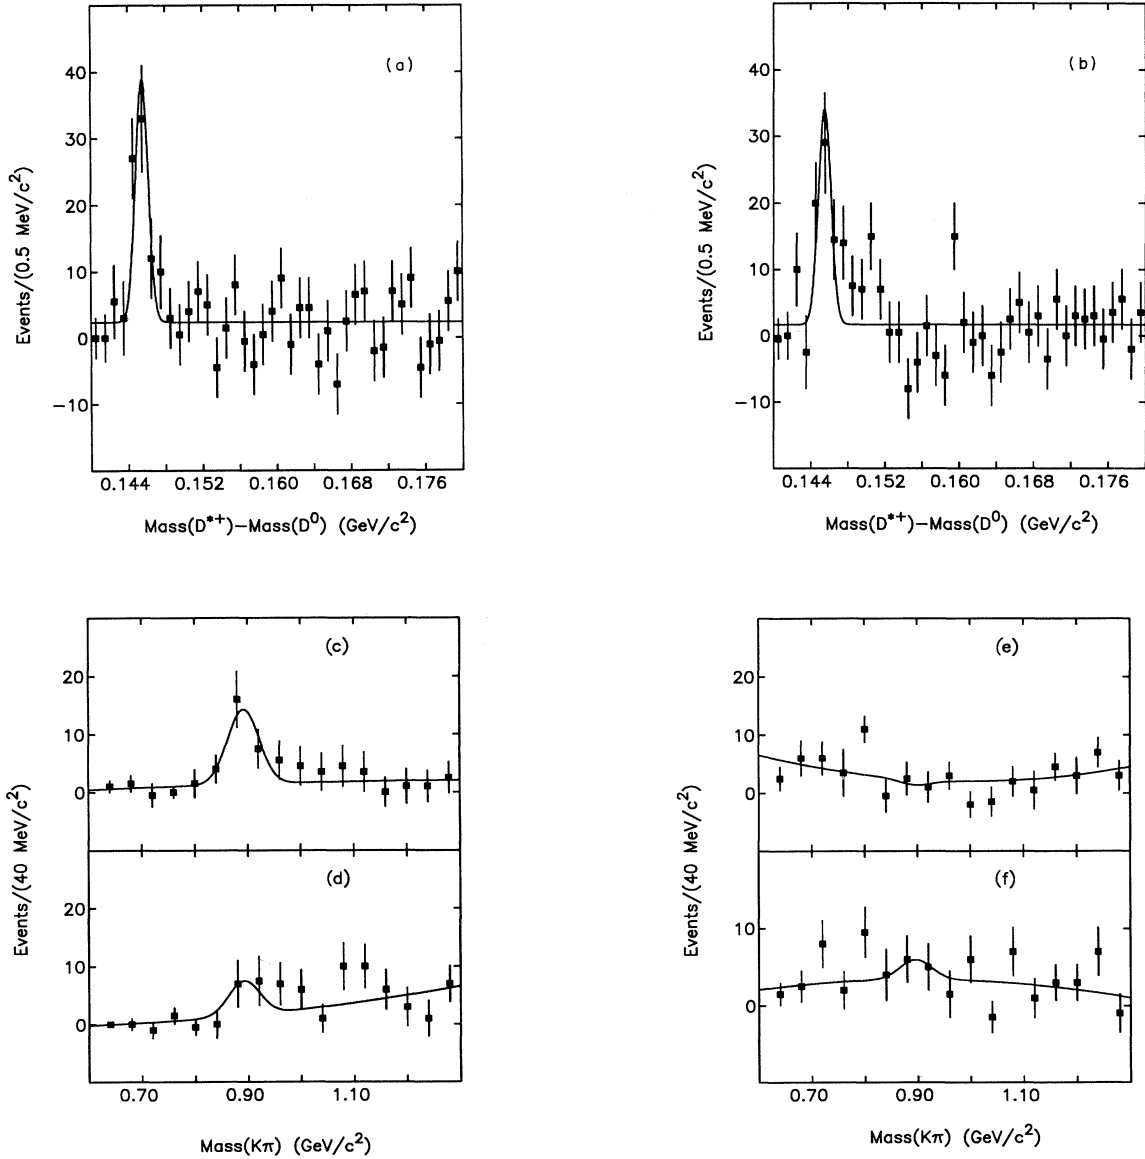 (a)
40
30
20
10
0
−10
Events/(0.5 MeV/c²)
0.144 0.152 0.160 0.168 0.176
Mass(D*⁺)−Mass(D⁰) (GeV/c²)
(b)
40
30
20
10
0
−10
Events/(0.5 MeV/c²)
0.144 0.152 0.160 0.168 0.176
Mass(D*⁺)−Mass(D⁰) (GeV/c²)
(c)
20
10
0
(d)
20
10
0
Events/(40 MeV/c²)
0.70 0.90 1.10
Mass(Kπ) (GeV/c²)
(e)
20
10
0
(f)
10
0
Events/(40 MeV/c²)
0.70 0.90 1.10
Mass(Kπ) (GeV/c²)